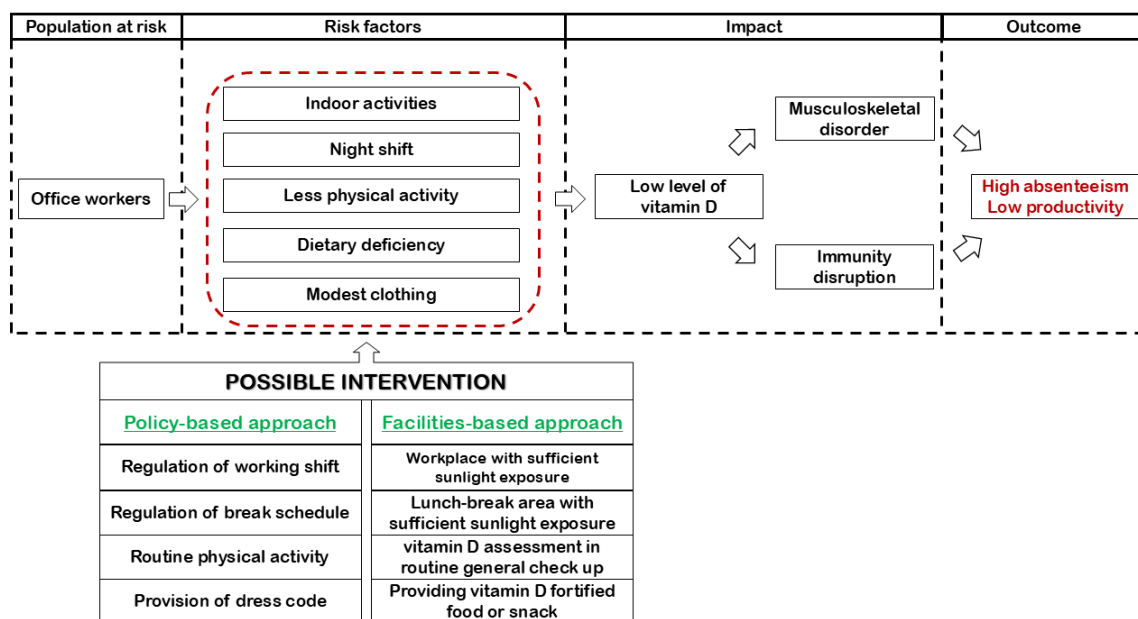 Population at risk
Risk factors
Impact
Outcome
Office workers
Indoor activities
Night shift
Less physical activity
Dietary deficiency
Modest clothing
Low level of
vitamin D
Musculoskeletal
disorder
Immunity
disruption
High absenteeism
Low productivity
POSSIBLE INTERVENTION
Policy-based approach
Facilities-based approach
Regulation of working shift
Workplace with sufficient
sunlight exposure
Regulation of break schedule
Lunch-break area with
sufficient sunlight exposure
Routine physical activity
vitamin D assessment in
routine general check up
Provision of dress code
Providing vitamin D fortified
food or snack